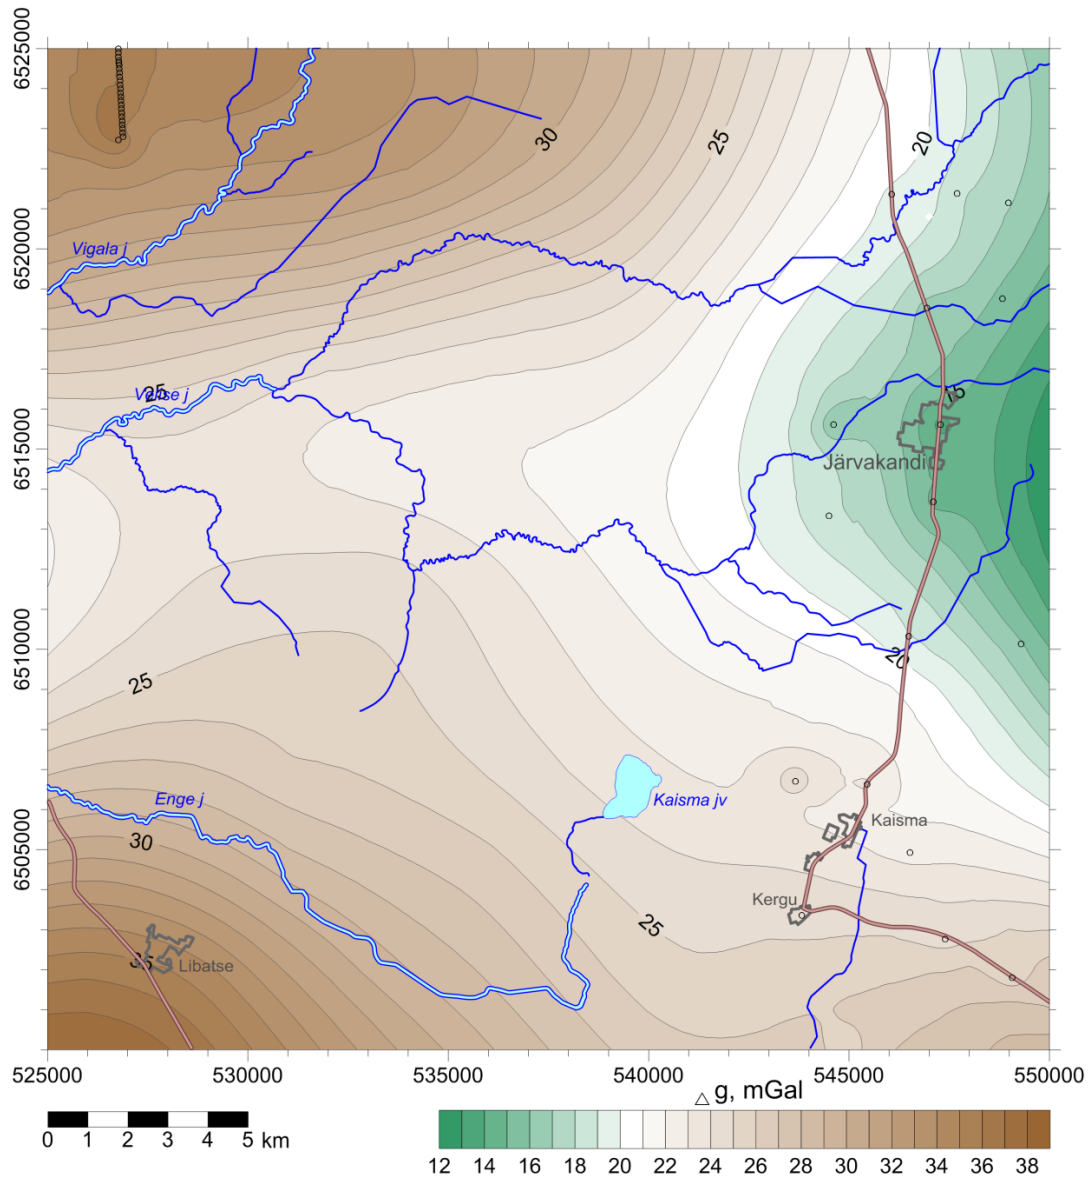 6525000
30
25
20
Vigala j
6520000
25
Velise j
15
6515000
Järvakandi
6510000
20
25
Enge j
Kaisma jv
Kaisma
30
6505000
Kergu
25
35
Libatse
525000
530000
535000
540000
545000
550000
△ g, mGal
0 1 2 3 4 5 km
12 14 16 18 20 22 24 26 28 30 32 34 36 38